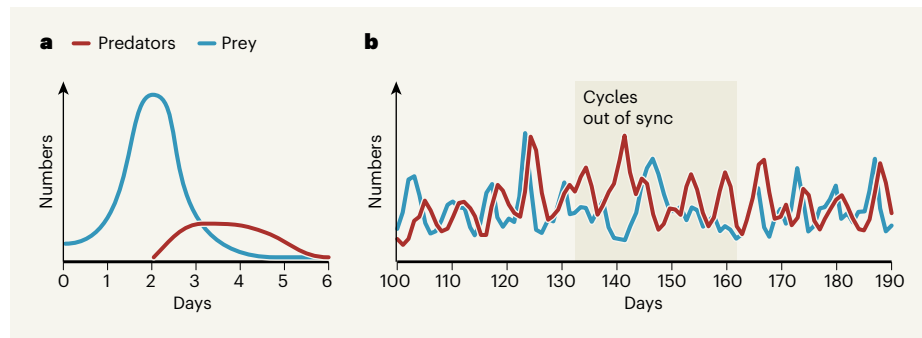 a Predators Prey
Numbers
0 1 2 3 4 5 6
Days
b
Cycles
out of sync
Numbers
100 110 120 130 140 150 160 170 180 190
Days